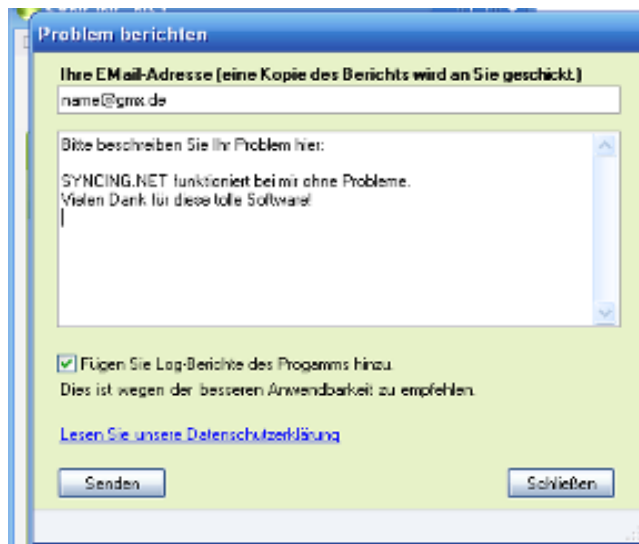 Problem berichten
Ihre EMail-Adresse (eine Kopie des Berichts wird an Sie geschickt.)
name@gmx.de
Bitte beschreiben Sie Ihr Problem hier:
SYNCING.NET funktioniert bei mir ohne Probleme.
Vielen Dank für diese tolle Software!
Fügen Sie Log-Berichte des Progamms hinzu.
Dies ist wegen der besseren Anwendbarkeit zu empfehlen.
Lesen Sie unsere Datenschutzerklärung
Senden
Schließen